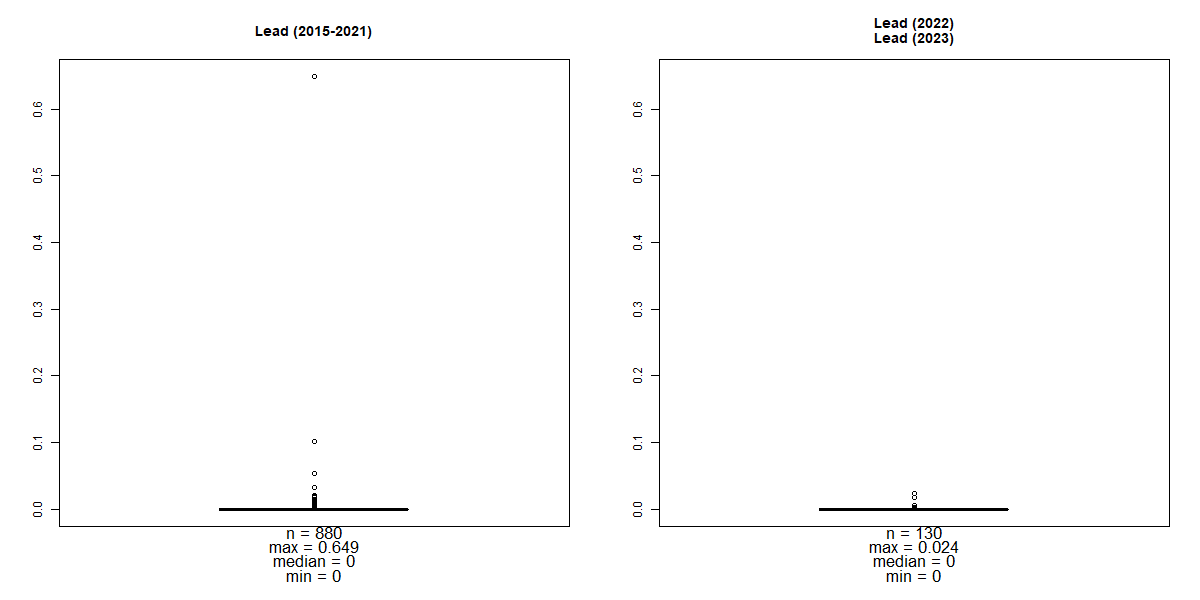 Lead (2015-2021)
0.6
0.5
0.4
0.3
0.2
0.1
0.0
n = 880
max = 0.649
median = 0
min = 0
Lead (2022)
Lead (2023)
0.6
0.5
0.4
0.3
0.2
0.1
0.0
n = 130
max = 0.024
median = 0
min = 0